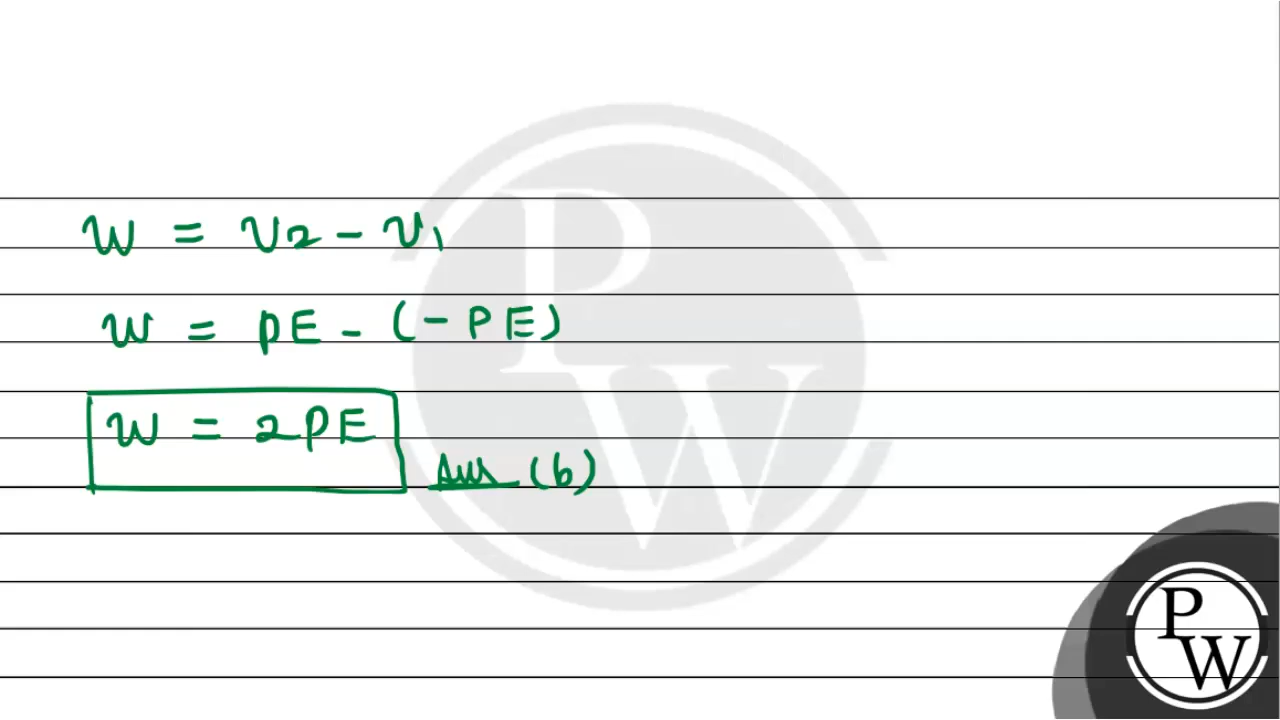 W = U2 - U1
W = PE - (- PE)
W = 2PE
Ans (b)
P
W
P
W